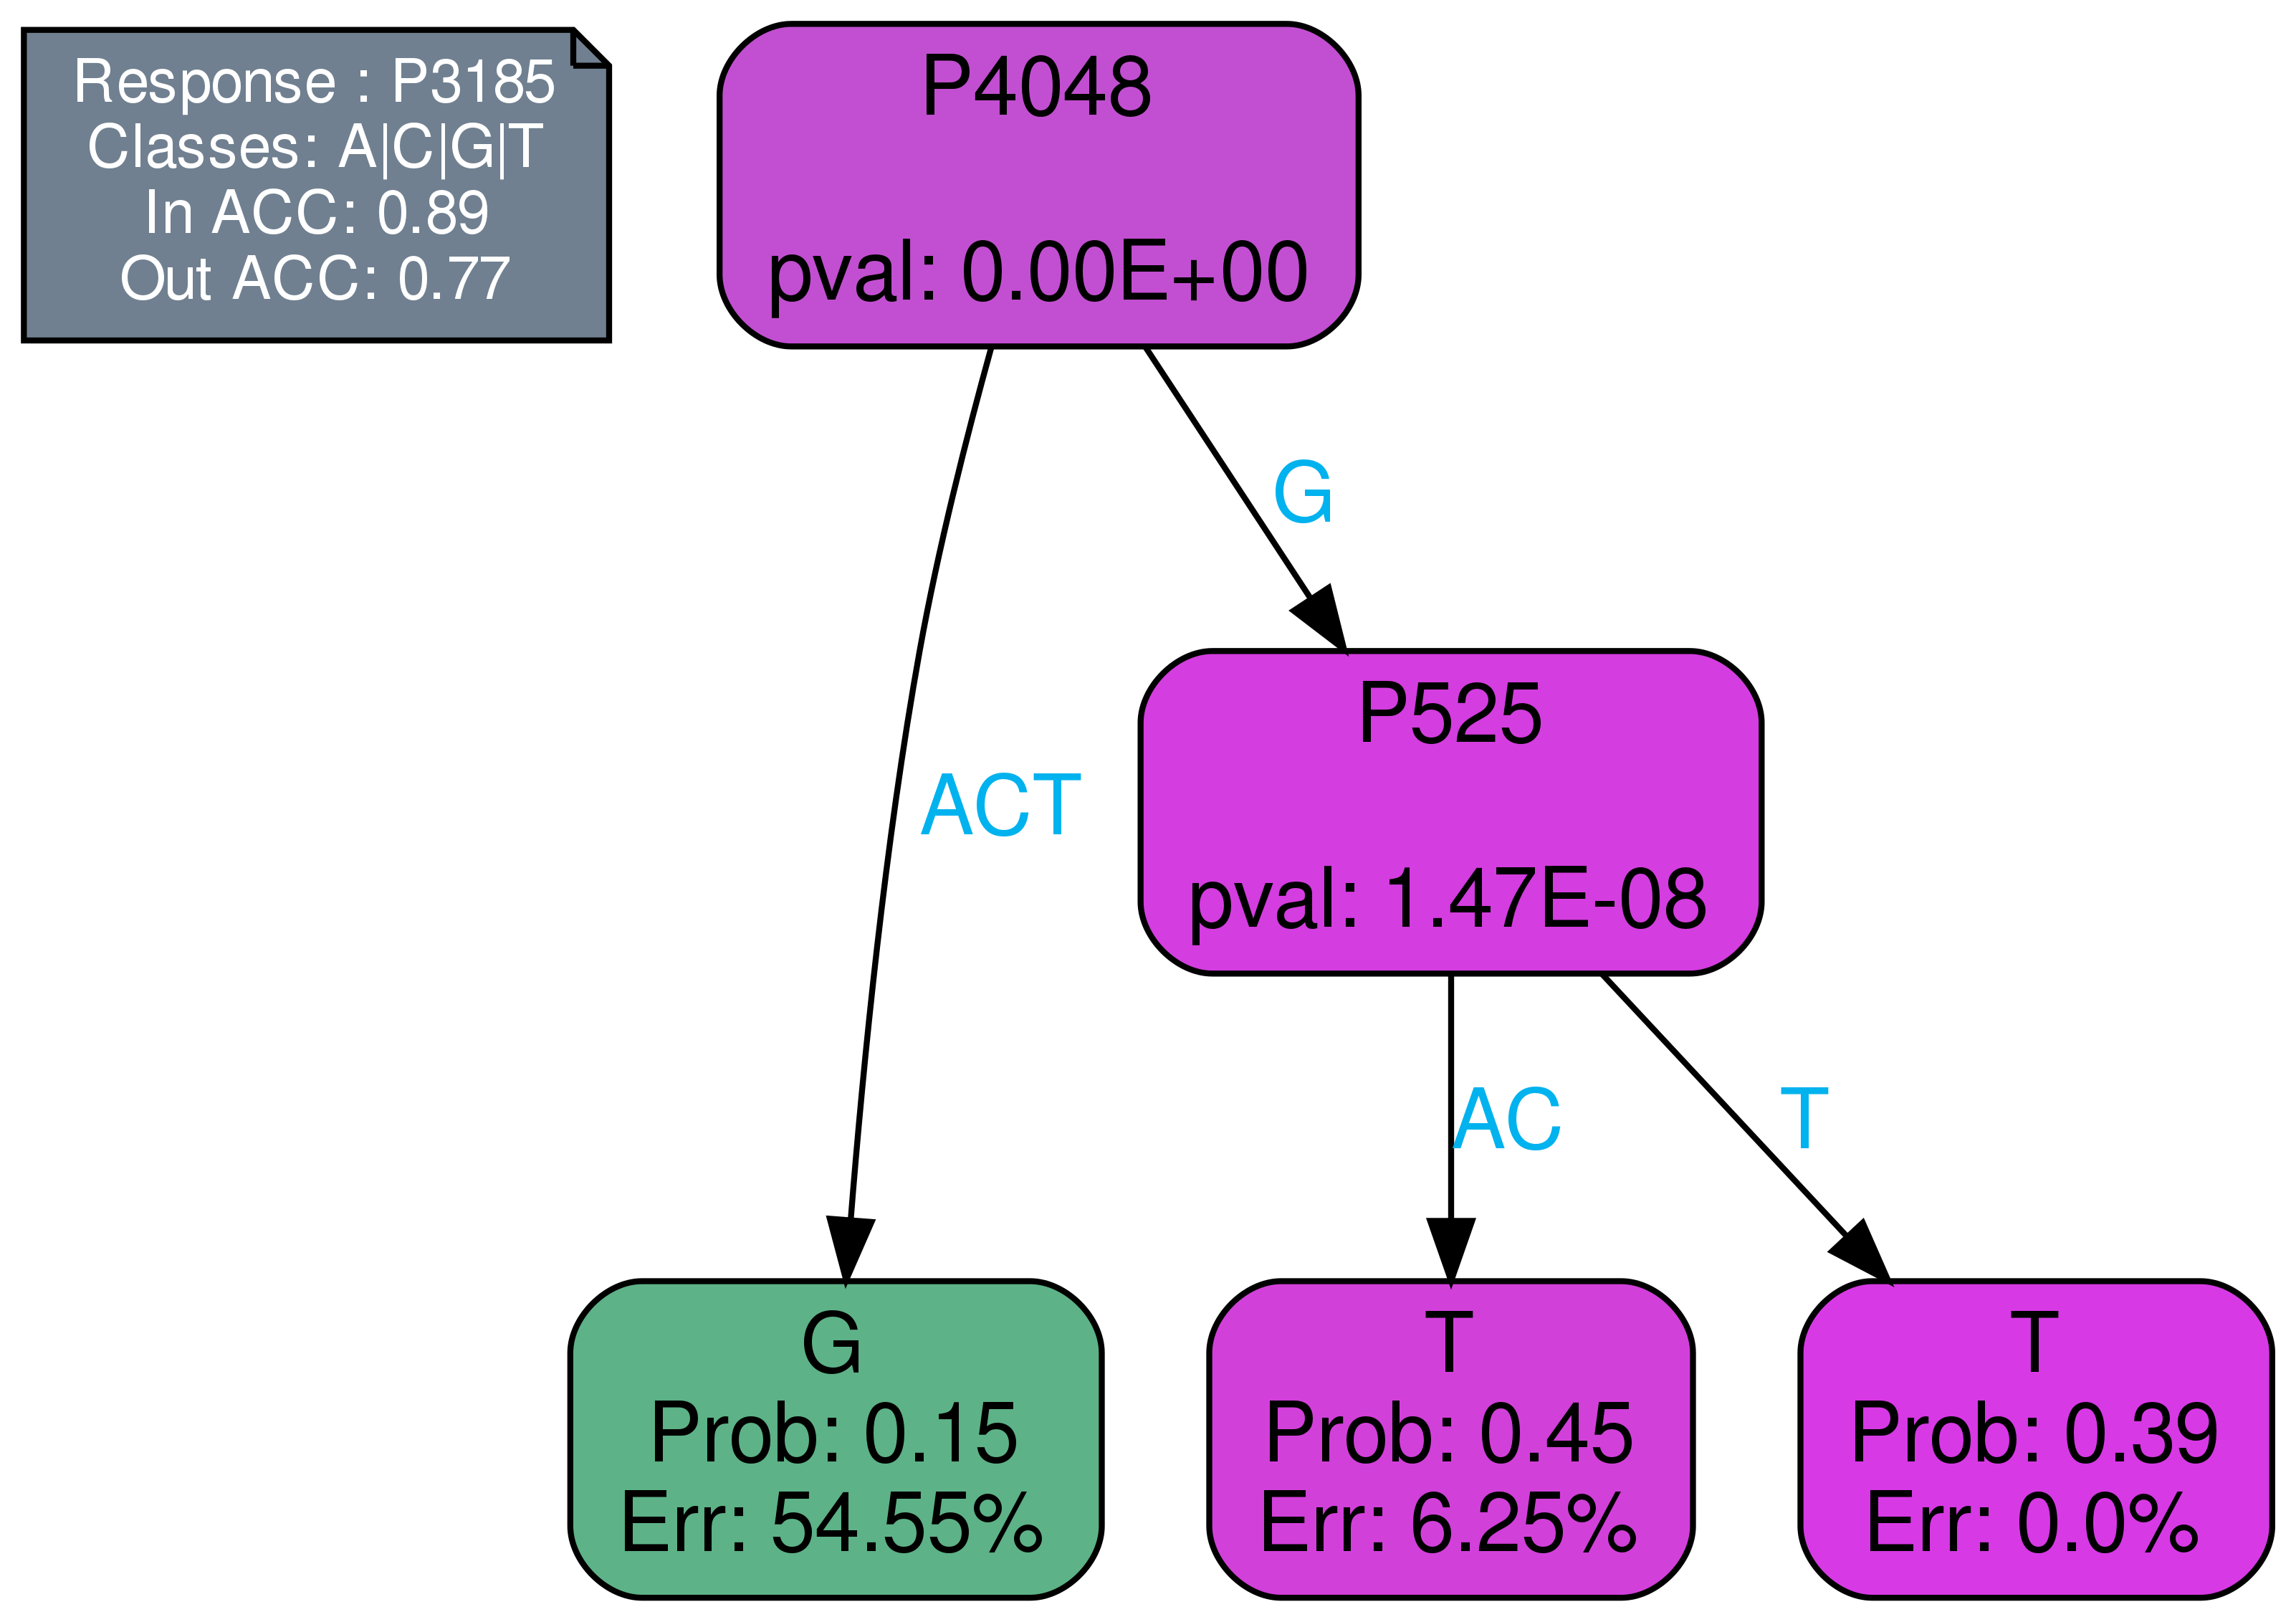 Response : P3185
Classes: A|C|G|T
In ACC: 0.89
Out ACC: 0.77
P4048
pval: 0.00E+00
G
P525
pval: 1.47E-08
ACT
AC
T
G
Prob: 0.15
Err: 54.55%
T
Prob: 0.45
Err: 6.25%
T
Prob: 0.39
Err: 0.0%